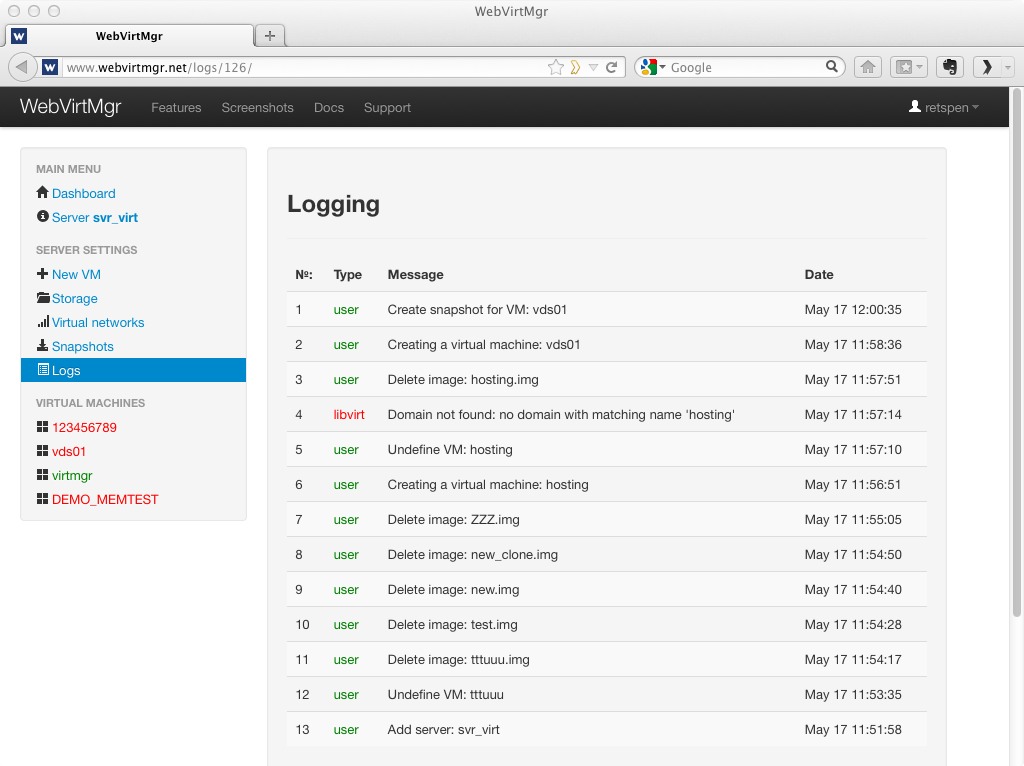 WebVirtMgr
WebVirtMgr
www.webvirtmgr.net/logs/126/
Google
WebVirtMgr Features Screenshots Docs Support retspen
MAIN MENU
Dashboard
Server svr_virt
SERVER SETTINGS
New VM
Storage
Virtual networks
Snapshots
Logs
VIRTUAL MACHINES
123456789
vds01
virtmgr
DEMO_MEMTEST
Logging
№: Type Message Date
1 user Create snapshot for VM: vds01 May 17 12:00:35
2 user Creating a virtual machine: vds01 May 17 11:58:36
3 user Delete image: hosting.img May 17 11:57:51
4 libvirt Domain not found: no domain with matching name 'hosting' May 17 11:57:14
5 user Undefine VM: hosting May 17 11:57:10
6 user Creating a virtual machine: hosting May 17 11:56:51
7 user Delete image: ZZZ.img May 17 11:55:05
8 user Delete image: new_clone.img May 17 11:54:50
9 user Delete image: new.img May 17 11:54:40
10 user Delete image: test.img May 17 11:54:28
11 user Delete image: tttuuu.img May 17 11:54:17
12 user Undefine VM: tttuuu May 17 11:53:35
13 user Add server: svr_virt May 17 11:51:58